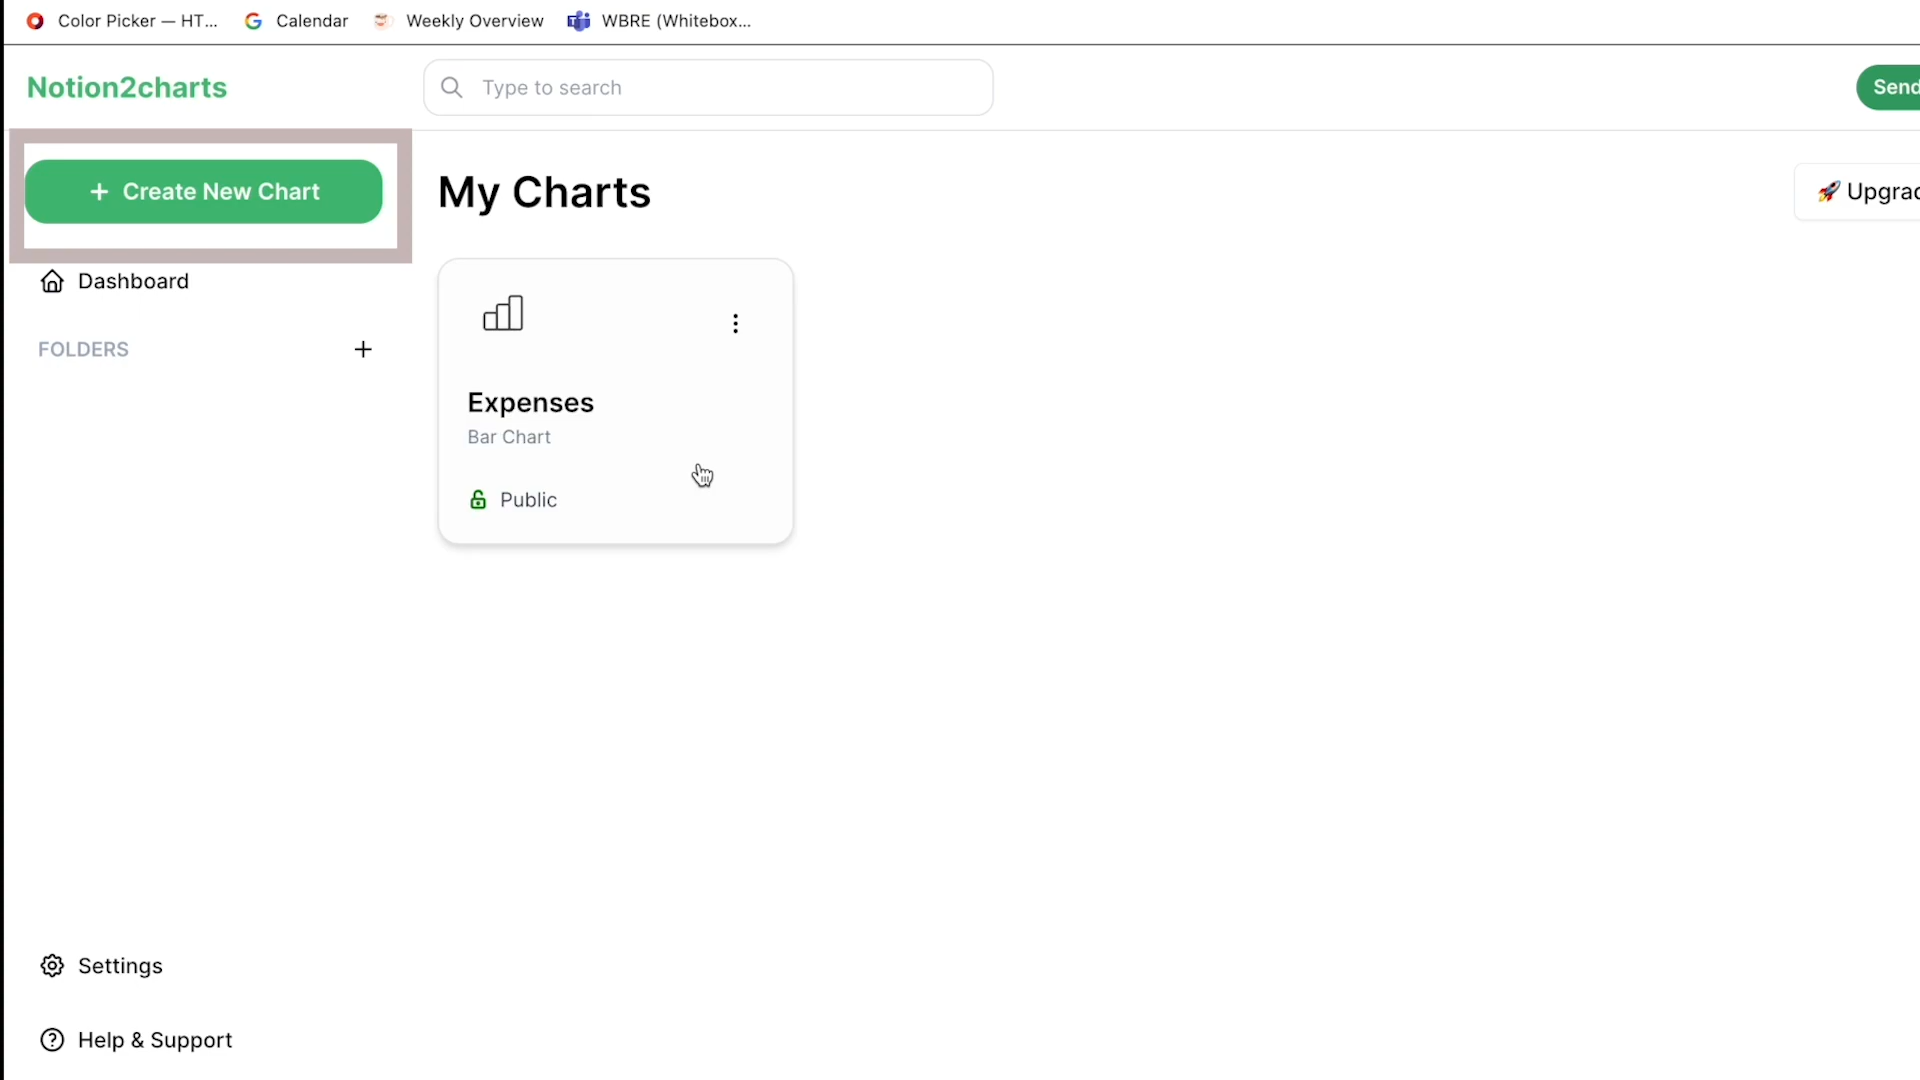 Color Picker — HT...
Calendar
Weekly Overview
WBRE (Whitebox...
Notion2charts
Type to search
Send
+ Create New Chart
My Charts
🚀 Upgrad
Dashboard
FOLDERS +
Expenses
Bar Chart
Public
Settings
Help & Support